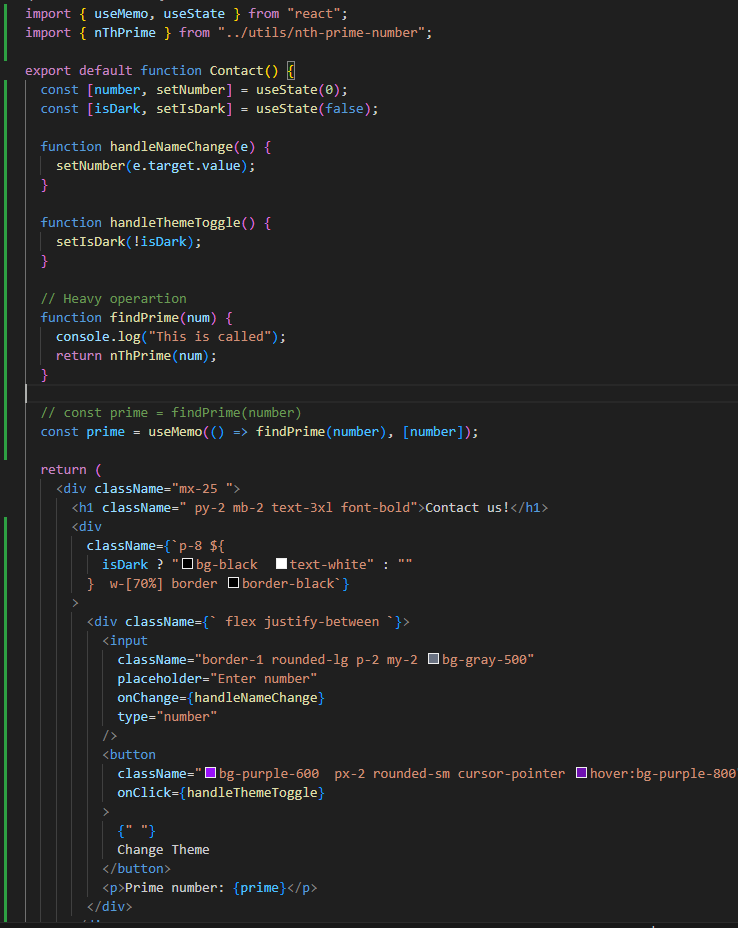 import { useMemo, useState } from "react";
import { nThPrime } from "../utils/nth-prime-number";

export default function Contact() {
  const [number, setNumber] = useState(0);
  const [isDark, setIsDark] = useState(false);

  function handleNameChange(e) {
    setNumber(e.target.value);
  }

  function handleThemeToggle() {
    setIsDark(!isDark);
  }

  // Heavy operartion
  function findPrime(num) {
    console.log("This is called");
    return nThPrime(num);
  }

  // const prime = findPrime(number)
  const prime = useMemo(() => findPrime(number), [number]);

  return (
    <div className="mx-25 ">
      <h1 className=" py-2 mb-2 text-3xl font-bold">Contact us!</h1>
      <div
        className={`p-8 ${
          isDark ? "bg-black  text-white" : ""
        }  w-[70%] border border-black`}
      >
        <div className={` flex justify-between `}>
          <input
            className="border-1 rounded-lg p-2 my-2 bg-gray-500"
            placeholder="Enter number"
            onChange={handleNameChange}
            type="number"
          />
          <button
            className="bg-purple-600  px-2 rounded-sm cursor-pointer hover:bg-purple-800"
            onClick={handleThemeToggle}
          >
            {" "}
            Change Theme
          </button>
          <p>Prime number: {prime}</p>
        </div>